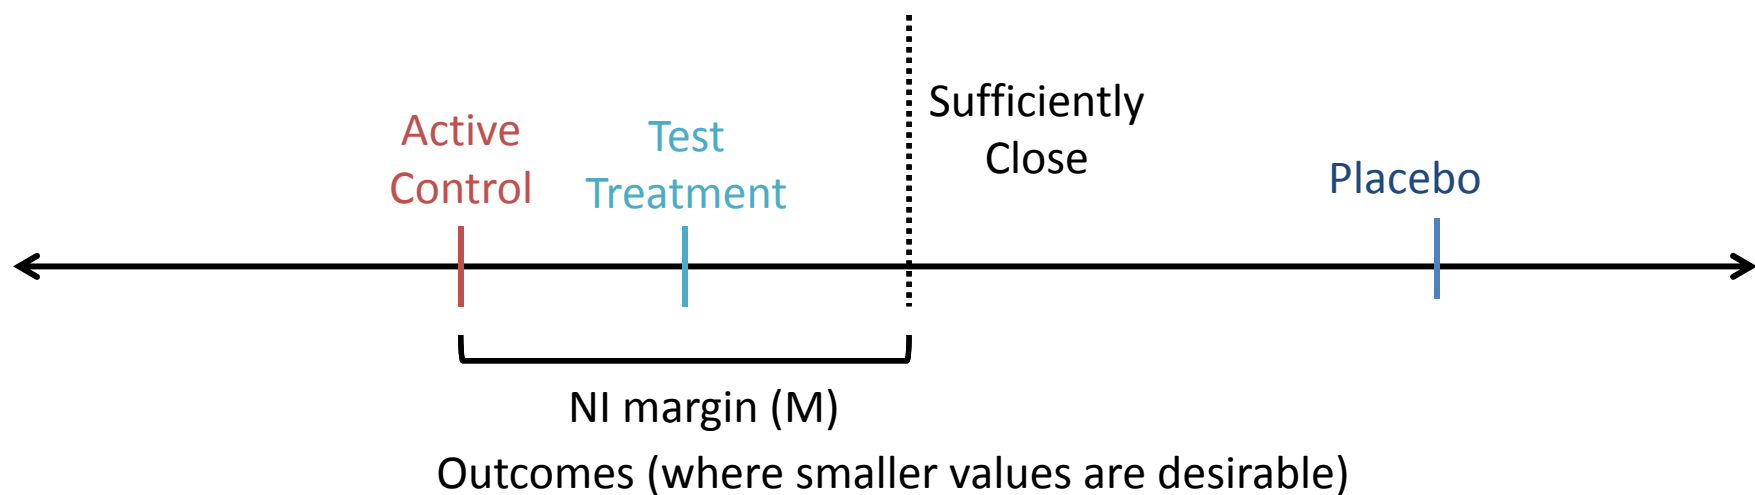 Active
Control
Test
Treatment
Sufficiently
Close
Placebo
NI margin (M)
Outcomes (where smaller values are desirable)